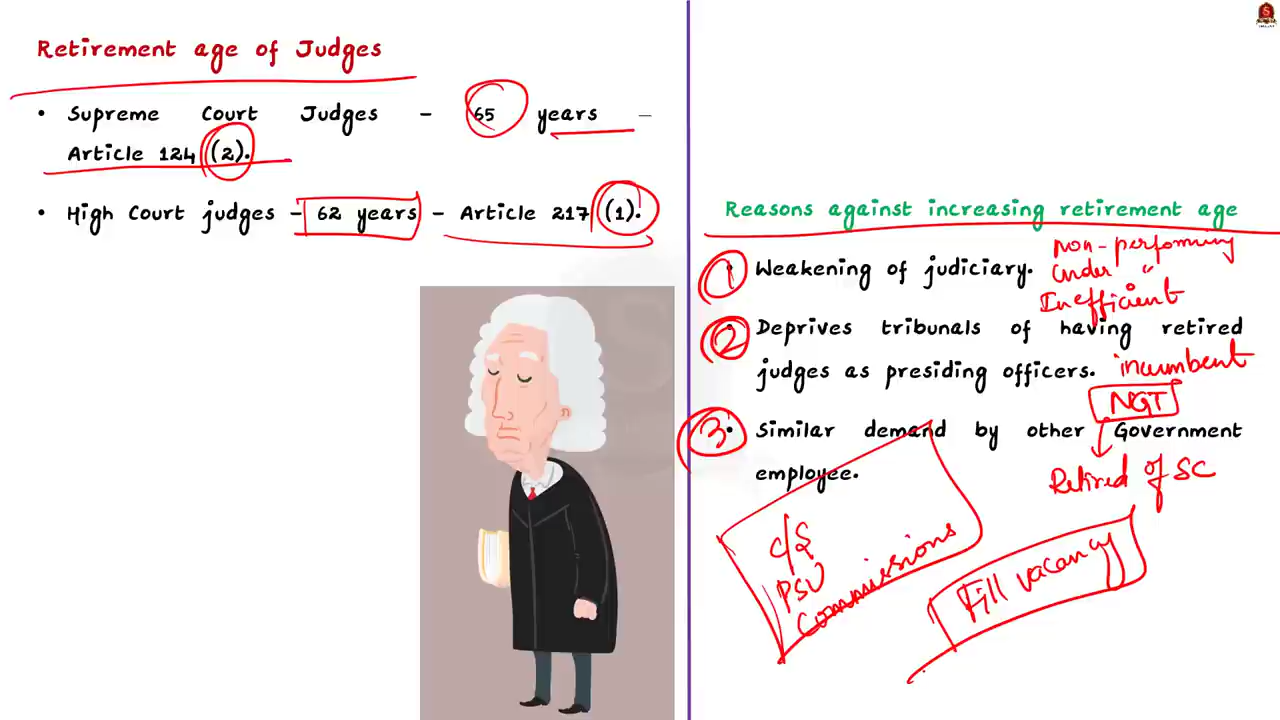 Retirement age of Judges
• Supreme Court Judges - 65 years -
Article 124 (2).
• High Court judges - 62 years - Article 217 (1).
Reasons against increasing retirement age
1 Weakening of judiciary.
Non-performing
Under "
Inefficient
2 Deprives tribunals of having retired
judges as presiding officers.
incumbent
NGT
3 Similar demand by other Government
employee.
Retired of SC
C/S
PSU
Commissions
Fill vacancy